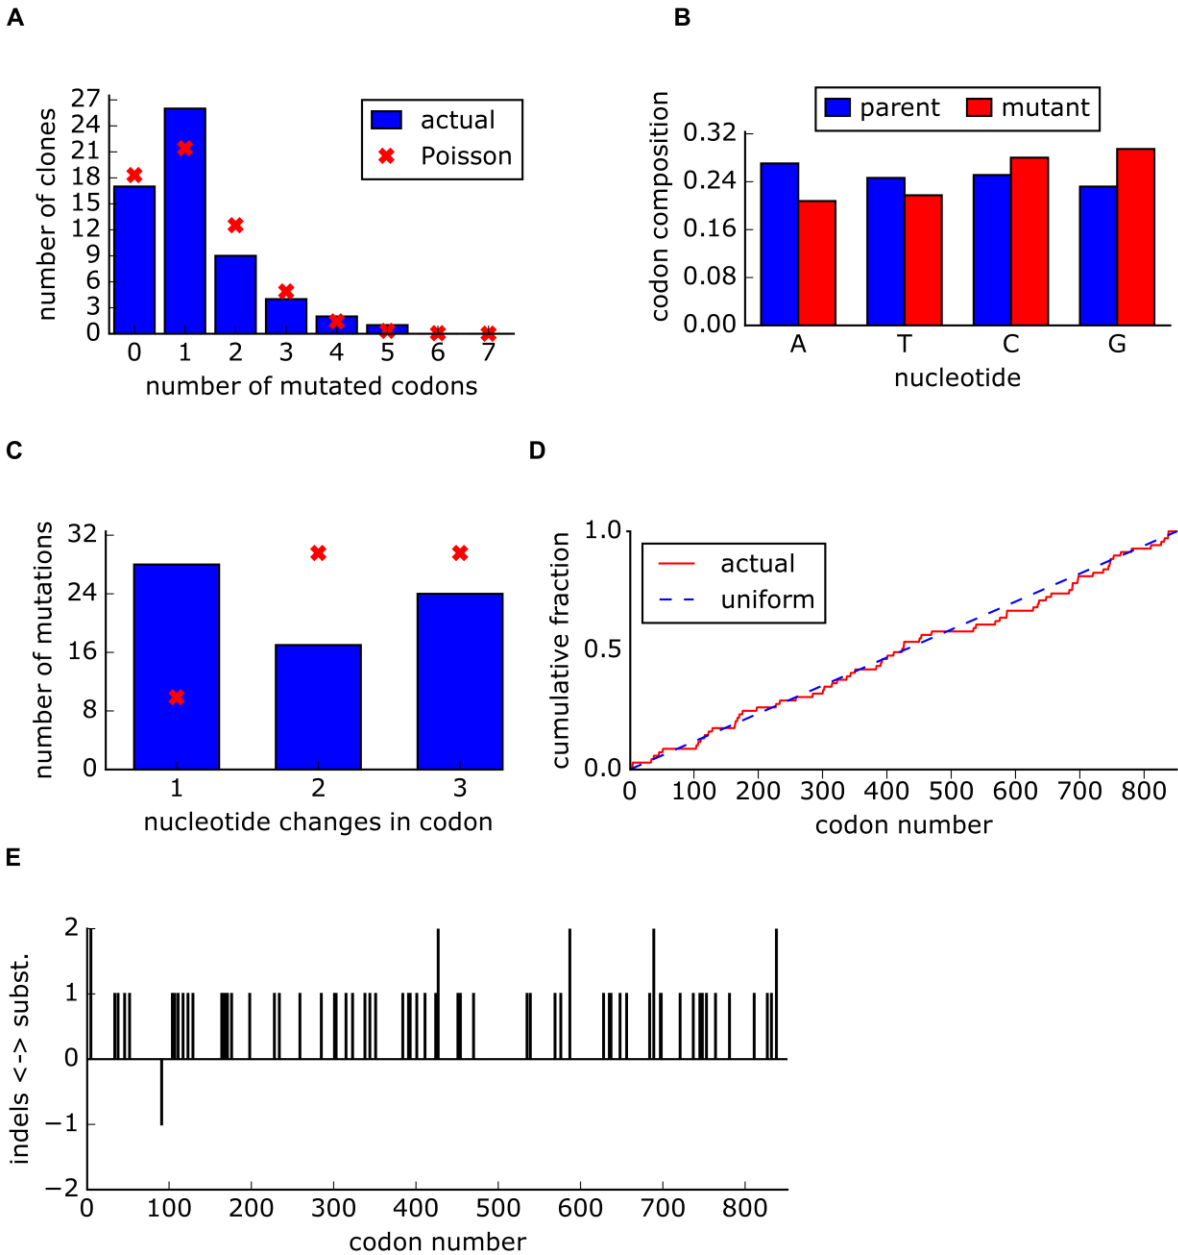 A
27
24
21
18
15
12
9
6
3
0
number of clones
actual
Poisson
0 1 2 3 4 5 6 7
number of mutated codons
B
parent mutant
0.32
0.24
0.16
0.08
0.00
codon composition
A T C G
nucleotide
C
32
24
16
8
0
number of mutations
1 2 3
nucleotide changes in codon
D
1.0
0.5
0.0
cumulative fraction
actual
uniform
0 100 200 300 400 500 600 700 800
codon number
E
2
1
0
−1
−2
indels <-> subst.
0 100 200 300 400 500 600 700 800
codon number